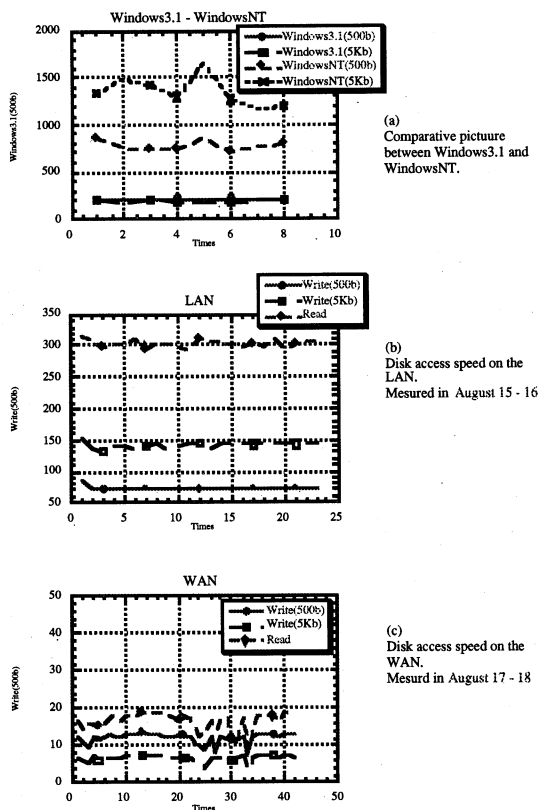 Windows3.1 - WindowsNT
Windows3.1(500b)
Windows3.1(5Kb)
WindowsNT(500b)
WindowsNT(5Kb)
2000
1500
1000
500
0
Windows3.1(500b)
0 2 4 6 8 10
Times
(a)
Comparative pictuure
between Windows3.1 and
WindowsNT.
LAN
Write(500b)
Write(5Kb)
Read
350
300
250
200
150
100
50
Write(500b)
0 5 10 15 20 25
Times
(b)
Disk access speed on the
LAN.
Mesured in August 15 - 16
WAN
Write(500b)
Write(5Kb)
Read
50
40
30
20
10
0
Write(500b)
0 10 20 30 40 50
Times
(c)
Disk access speed on the
WAN.
Mesurd in August 17 - 18